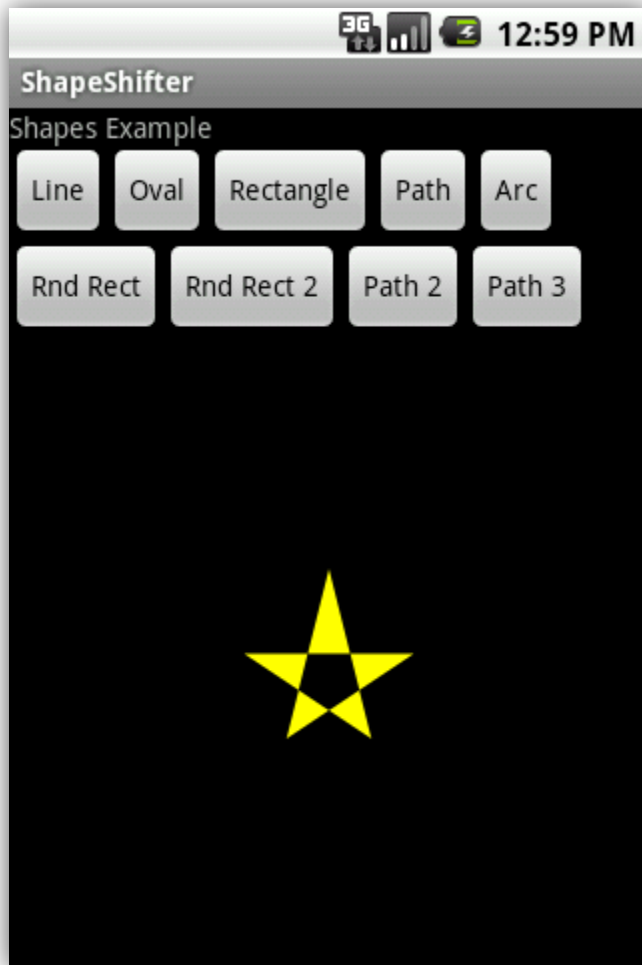 3G 12:59 PM
ShapeShifter
Shapes Example
Line Oval Rectangle Path Arc
Rnd Rect Rnd Rect 2 Path 2 Path 3